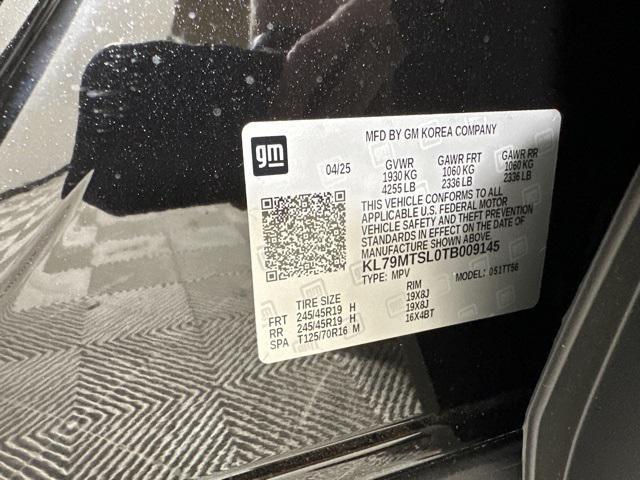 gm
MFD BY GM KOREA COMPANY
04/25 GVWR GAWR FRT GAWR RR
1930 KG 1060 KG 1060 KG
4255 LB 2336 LB 2336 LB
THIS VEHICLE CONFORMS TO ALL
APPLICABLE U.S. FEDERAL MOTOR
VEHICLE SAFETY AND THEFT PREVENTION
STANDARDS IN EFFECT ON THE DATE OF
MANUFACTURE SHOWN ABOVE.
KL79MTSL0TB009145
TYPE: MPV MODEL: 051TT56
TIRE SIZE RIM
FRT 245/45R19 H 19X8J
RR 245/45R19 H 19X8J
SPA T125/70R16 M 16X4BT